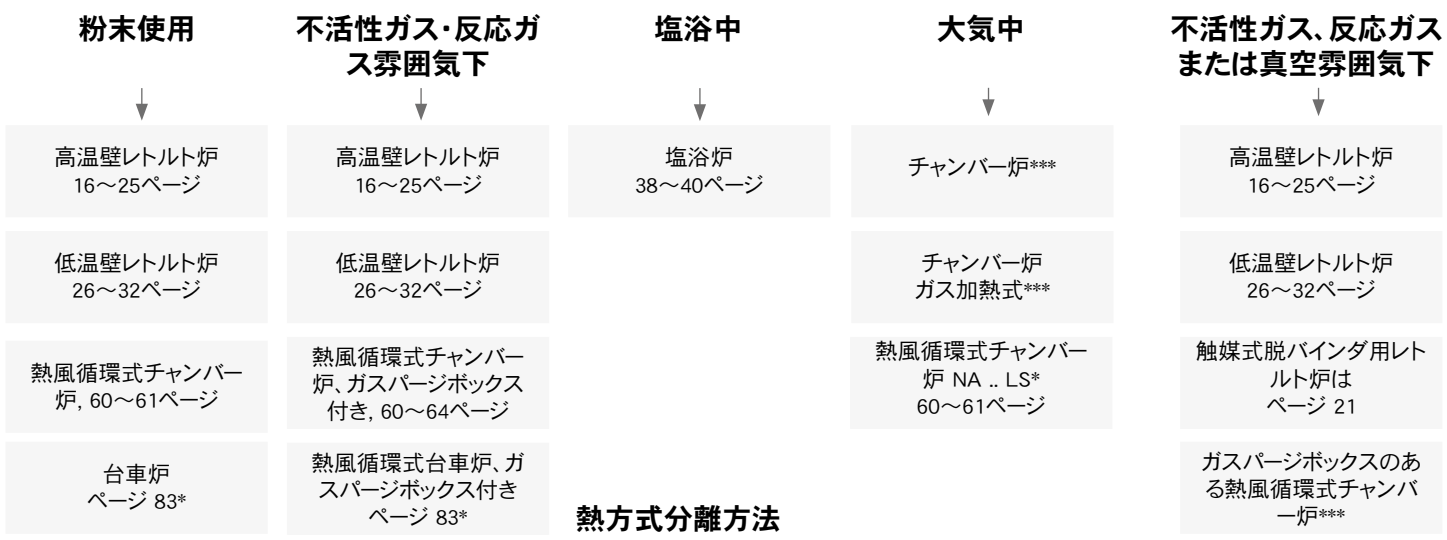 粉末使用
不活性ガス・反応ガ
ス雰囲気下
塩浴中
大気中
不活性ガス、反応ガス
または真空雰囲気下
高温壁レトルト炉
16～25ページ
高温壁レトルト炉
16～25ページ
塩浴炉
38～40ページ
チャンバー炉***
高温壁レトルト炉
16～25ページ
低温壁レトルト炉
26～32ページ
低温壁レトルト炉
26～32ページ
チャンバー炉
ガス加熱式***
低温壁レトルト炉
26～32ページ
熱風循環式チャンバー
炉, 60～61ページ
熱風循環式チャンバー
炉、ガスパージボックス
付き, 60～64ページ
熱風循環式チャンバー
炉 NA .. LS*
60～61ページ
触媒式脱バインダ用レト
ルト炉は
ページ 21
台車炉
ページ 83*
熱風循環式台車炉、ガ
スパージボックス付き
ページ 83*
ガスパージボックスのあ
る熱風循環式チャンバ
ー炉***
熱方式分離方法